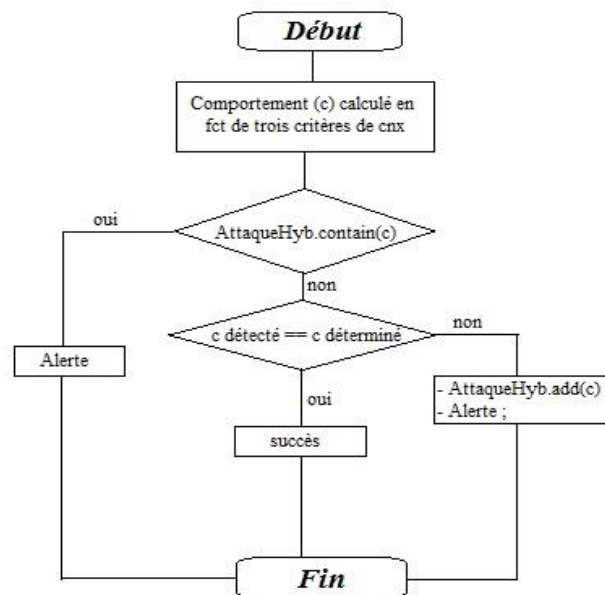 Début
Comportement (c) calculé en
fct de trois critères de cnx
oui
AttaqueHyb.contain(c)
non
c détecté == c déterminé
non
Alerte
- AttaqueHyb.add(c)
- Alerte ;
oui
succès
Fin